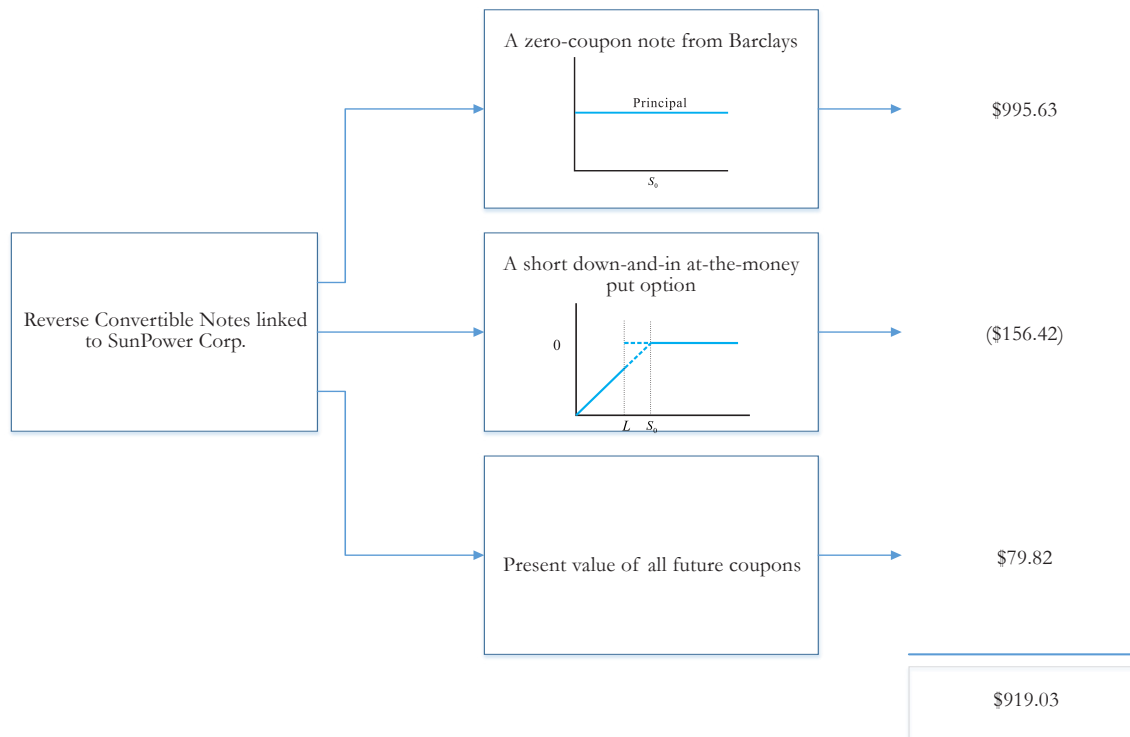 A zero-coupon note from Barclays
Principal
S₀
$995.63
Reverse Convertible Notes linked
to SunPower Corp.
A short down-and-in at-the-money
put option
0
L S₀
($156.42)
Present value of all future coupons
$79.82
$919.03